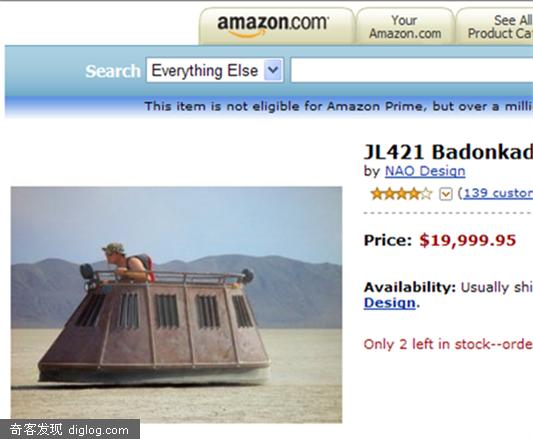 amazon.com
Your
Amazon.com
See All
Product Cat
Search
Everything Else
This item is not eligible for Amazon Prime, but over a milli
JL421 Badonkad
by NAO Design
(139 custor
Price: $19,999.95
Availability: Usually shi
Design.
Only 2 left in stock--orde
奇客发现 diglog.com